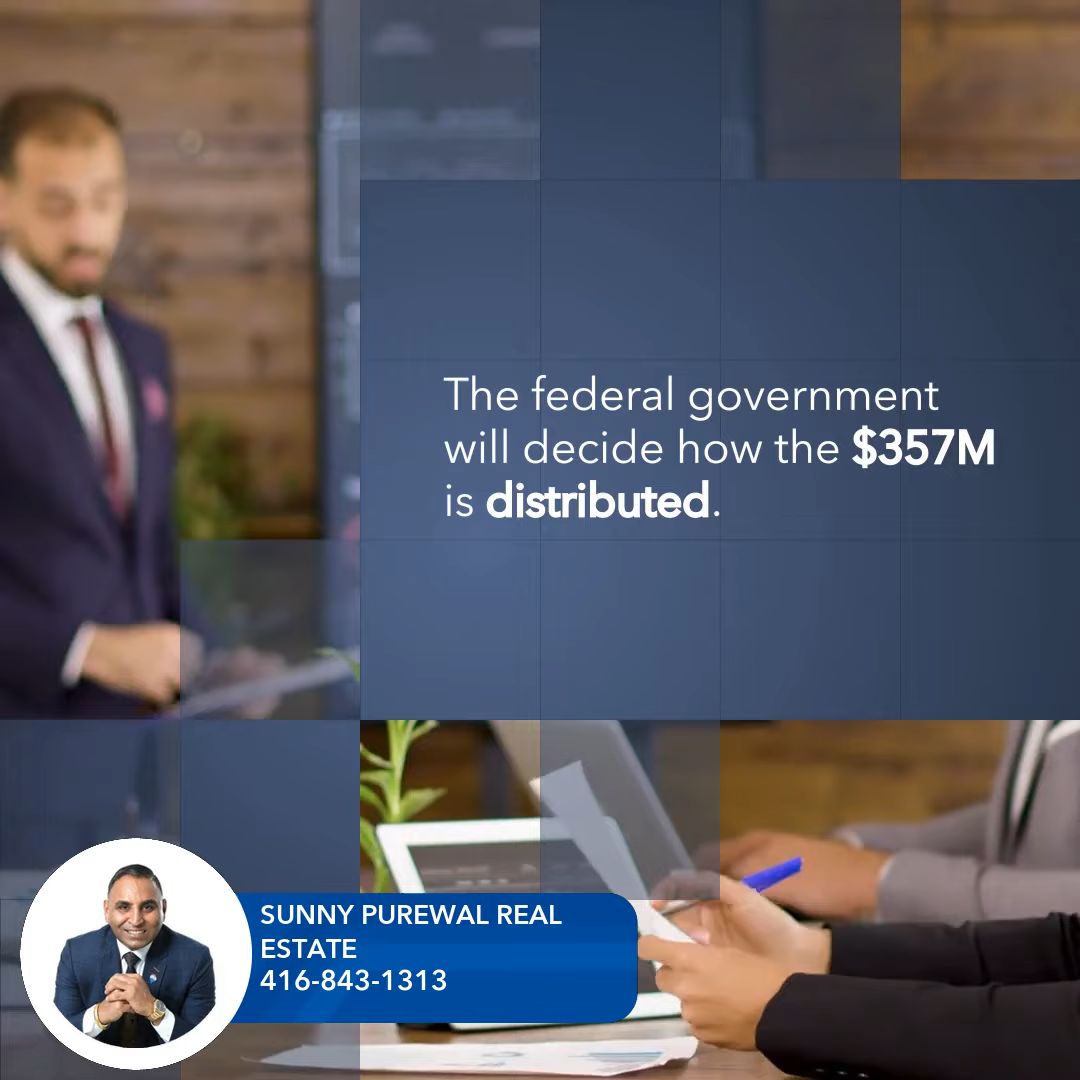 The federal government
will decide how the $357M
is distributed.
SUNNY PUREWAL REAL
ESTATE
416-843-1313